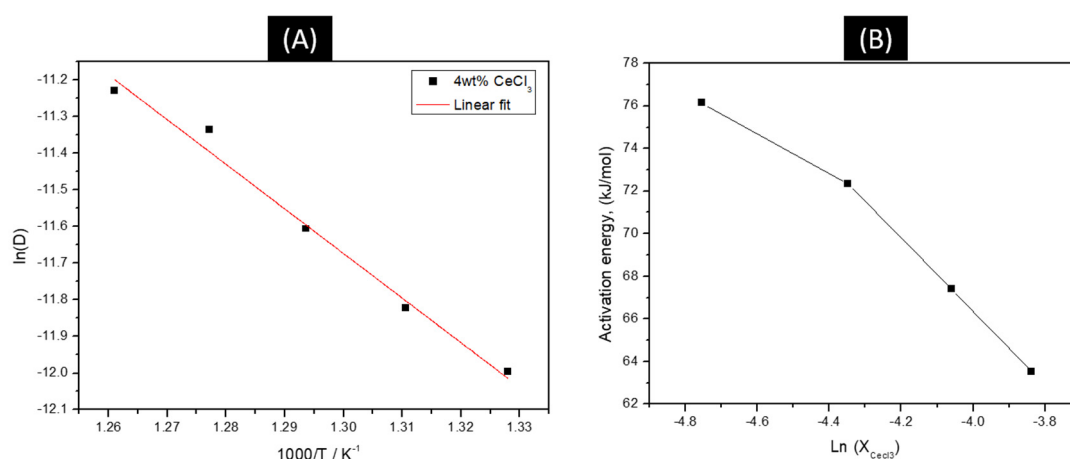 (A)
-11.2
-11.3
-11.4
-11.5
-11.6
-11.7
-11.8
-11.9
-12.0
-12.1
ln(D)
4wt% CeCl₃
Linear fit
1.26 1.27 1.28 1.29 1.30 1.31 1.32 1.33
1000/T / K⁻¹
(B)
78
76
74
72
70
68
66
64
62
Activation energy, (kJ/mol)
-4.8 -4.6 -4.4 -4.2 -4.0 -3.8
Ln (X_Cecl3)